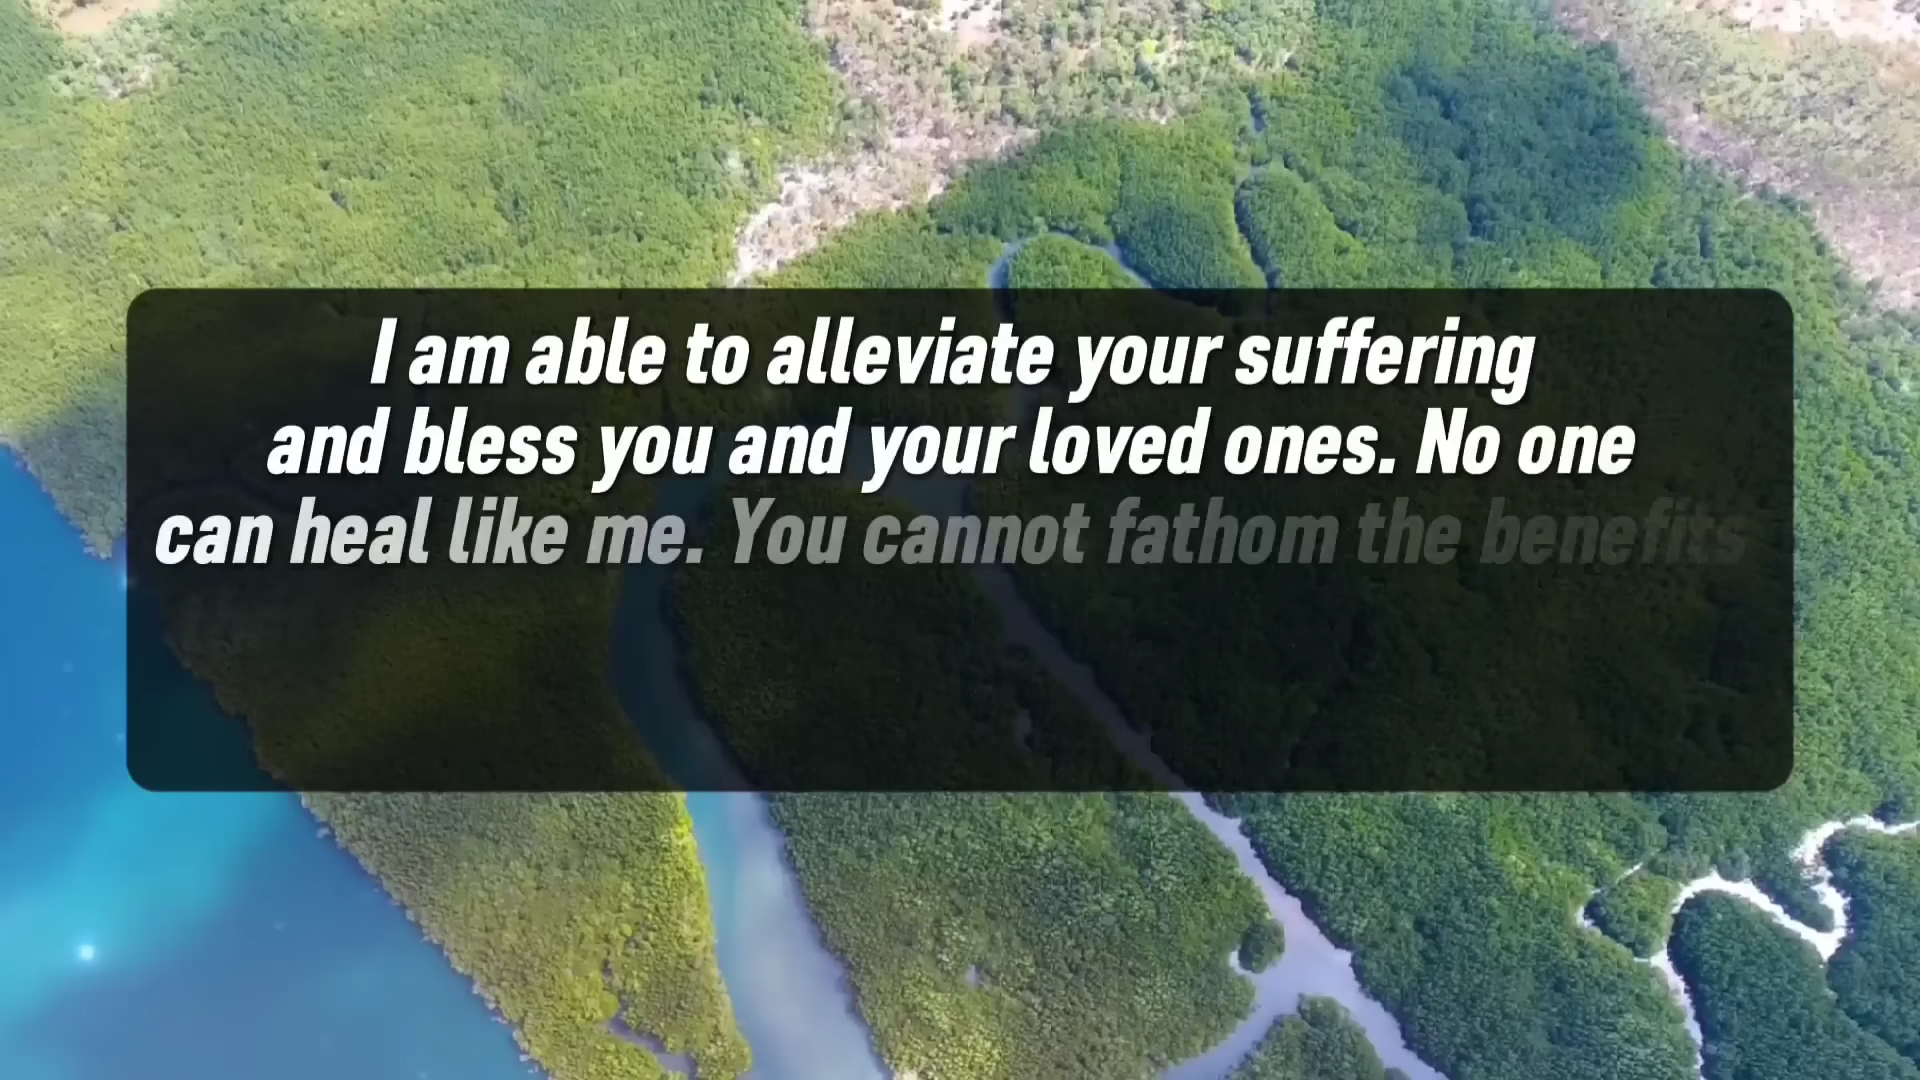 I am able to alleviate your suffering
and bless you and your loved ones. No one
can heal like me. You cannot fathom the benefits